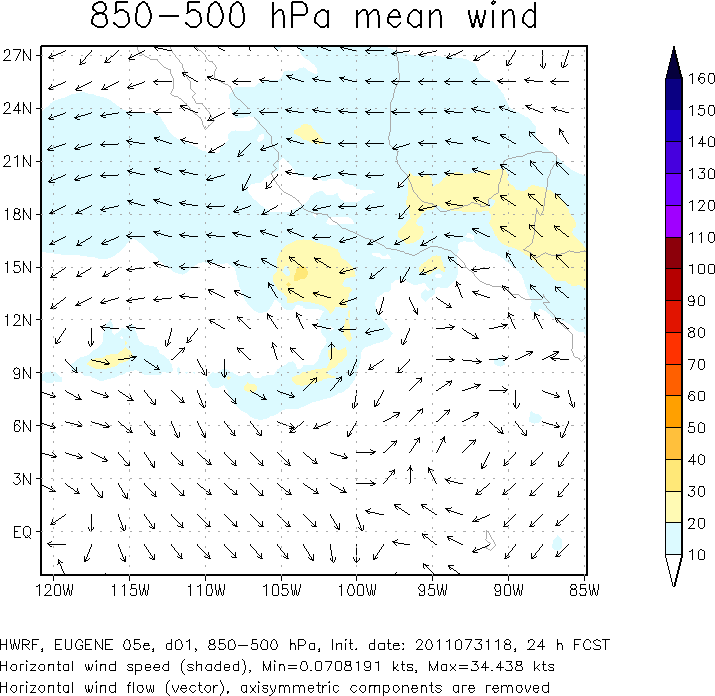 850-500 hPa mean wind
27N
24N
21N
18N
15N
12N
9N
6N
3N
EQ
120W 115W 110W 105W 100W 95W 90W 85W
160
140
130
120
110
100
90
80
70
60
50
40
30
20
10
HWRF, EUGENE 05e, d01, 850-500 hPa, Init. date: 2011073118, 24 h FCST
Horizontal wind speed (shaded), Min=0.0708191 kts, Max=34.438 kts
Horizontal wind flow (vector), axisymmetric components are removed